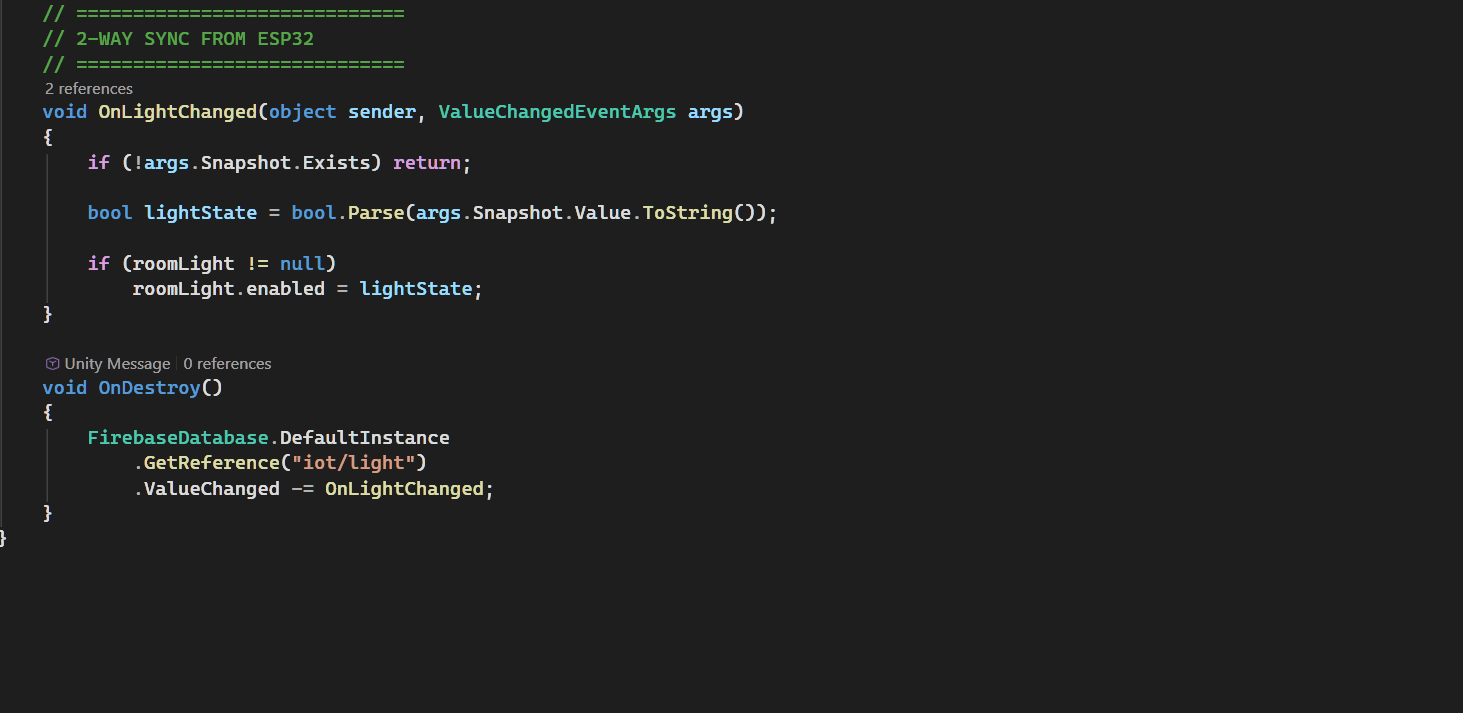 // =============================
// 2-WAY SYNC FROM ESP32
// =============================
2 references
void OnLightChanged(object sender, ValueChangedEventArgs args)
{
if (!args.Snapshot.Exists) return;
bool lightState = bool.Parse(args.Snapshot.Value.ToString());
if (roomLight != null)
roomLight.enabled = lightState;
}
Unity Message | 0 references
void OnDestroy()
{
FirebaseDatabase.DefaultInstance
.GetReference("iot/light")
.ValueChanged -= OnLightChanged;
}
}